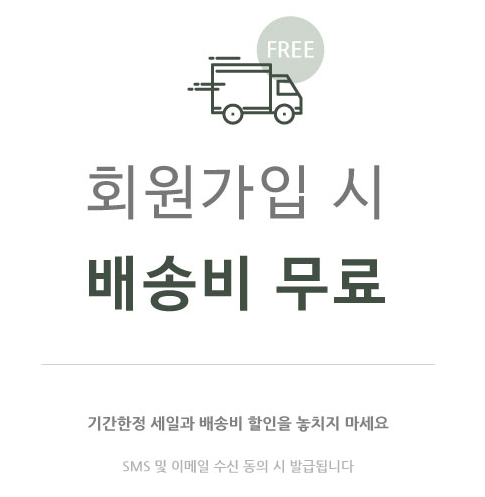 FREE
회원가입 시
배송비 무료
기간한정 세일과 배송비 할인을 놓치지 마세요
SMS 및 이메일 수신 동의 시 발급됩니다